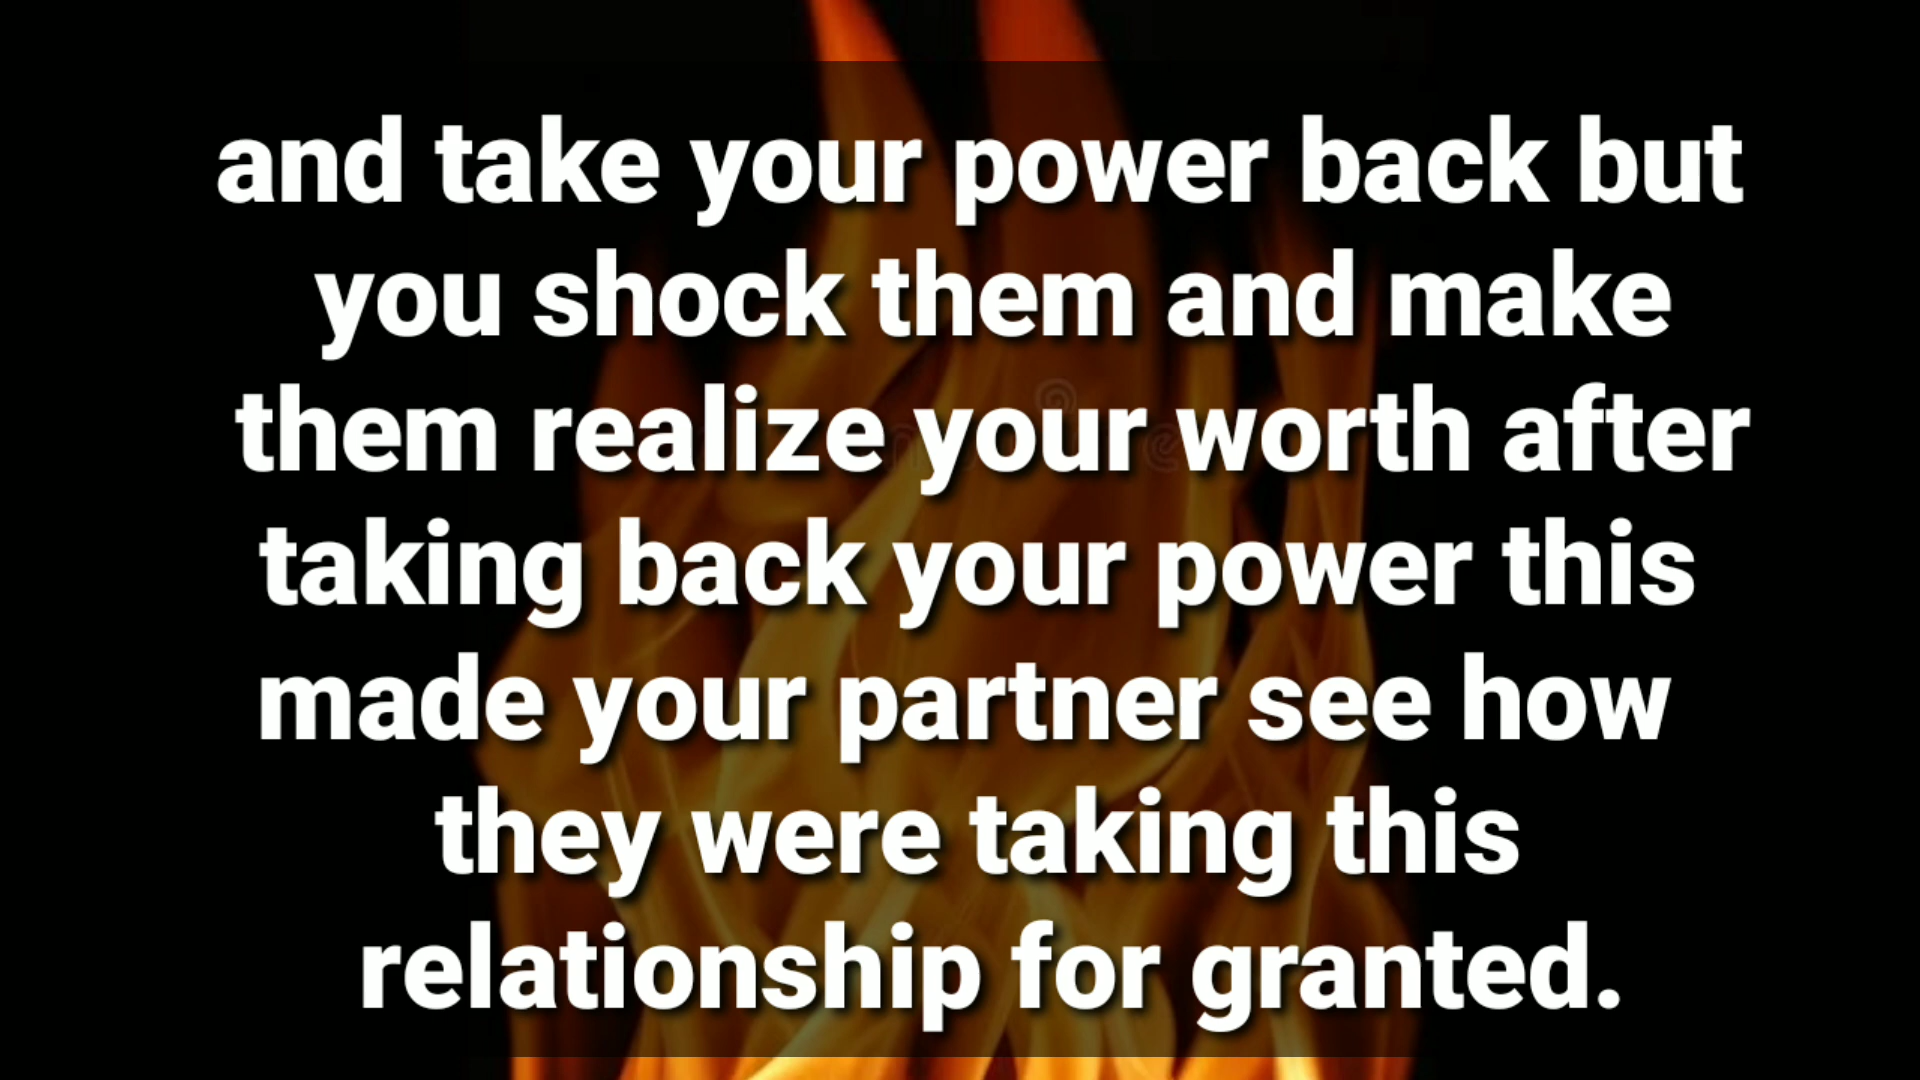 and take your power back but
you shock them and make
them realize your worth after
taking back your power this
made your partner see how
they were taking this
relationship for granted.